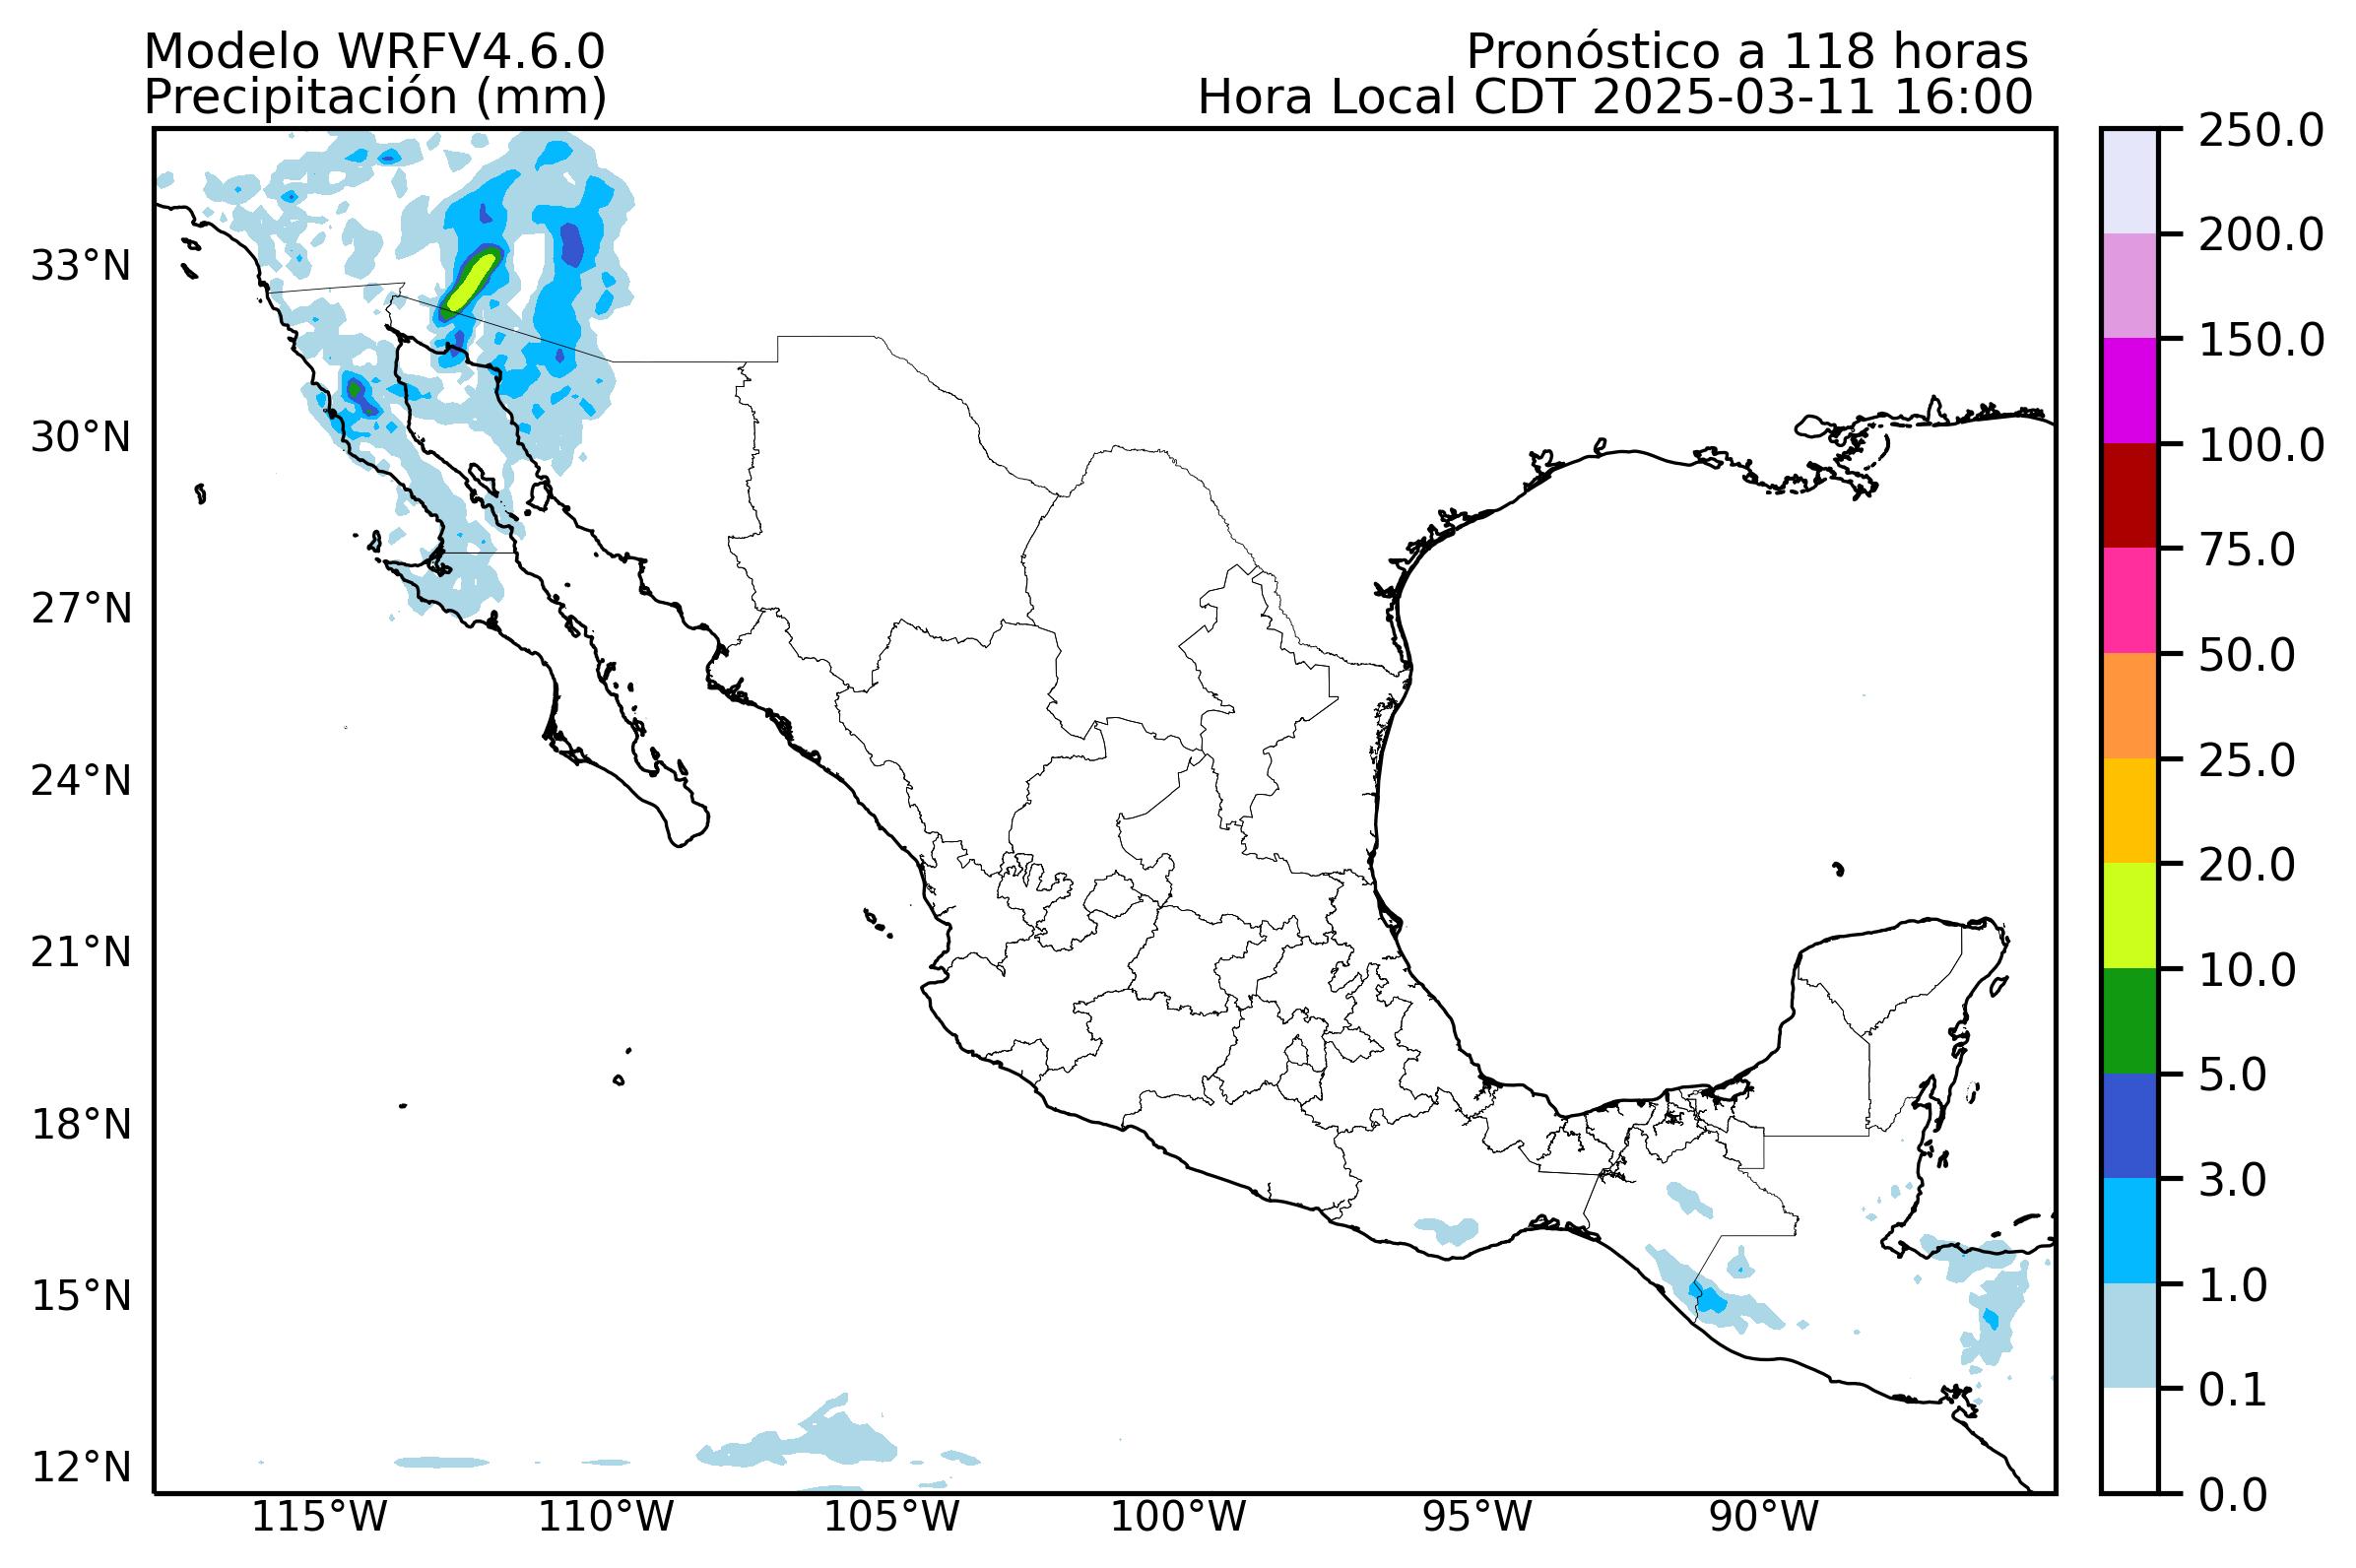 Modelo WRFV4.6.0
Pronóstico a 118 horas
Precipitación (mm)
Hora Local CDT 2025-03-11 16:00
33°N
30°N
27°N
24°N
21°N
18°N
15°N
12°N
115°W
110°W
105°W
100°W
95°W
90°W
250.0
200.0
150.0
100.0
75.0
50.0
25.0
20.0
10.0
5.0
3.0
1.0
0.1
0.0